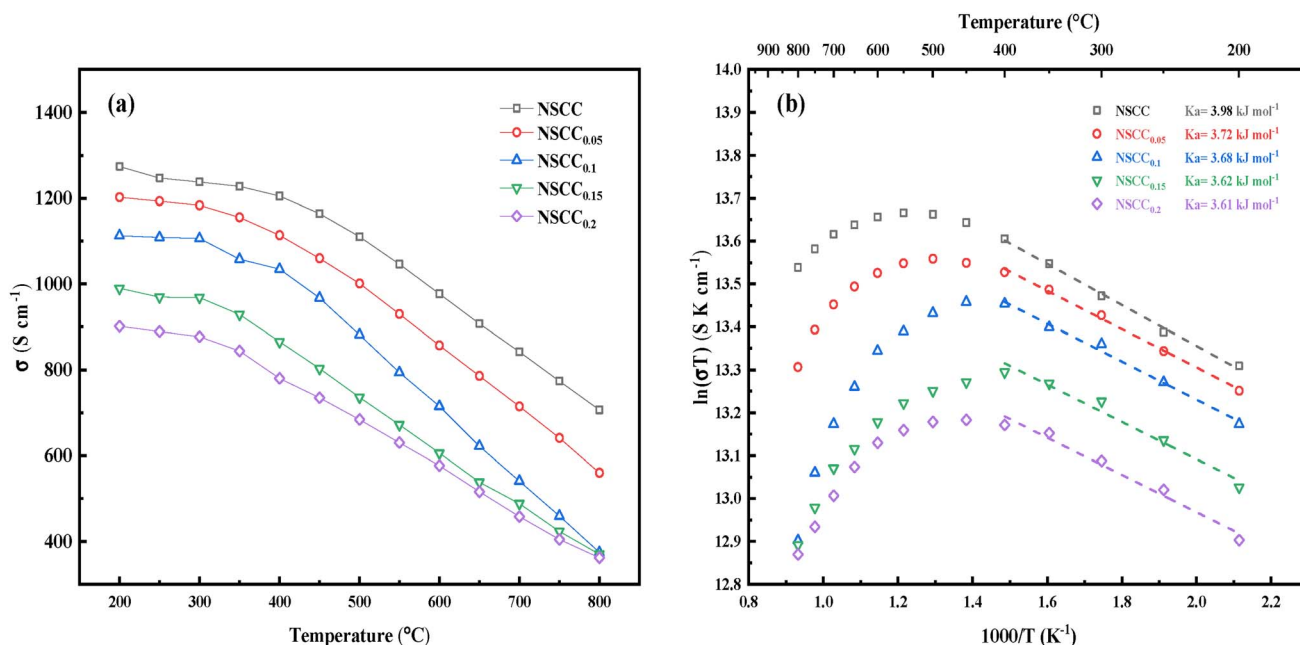 (a)
NSCC
NSCC0.05
NSCC0.1
NSCC0.15
NSCC0.2
σ (S cm⁻¹)
1400
1200
1000
800
600
400
200 300 400 500 600 700 800
Temperature (°C)
Temperature (°C)
900 800 700 600 500 400 300 200
(b)
NSCC Ka= 3.98 kJ mol⁻¹
NSCC0.05 Ka= 3.72 kJ mol⁻¹
NSCC0.1 Ka= 3.68 kJ mol⁻¹
NSCC0.15 Ka= 3.62 kJ mol⁻¹
NSCC0.2 Ka= 3.61 kJ mol⁻¹
ln(σT) (S K cm⁻¹)
14.0
13.9
13.8
13.7
13.6
13.5
13.4
13.3
13.2
13.1
13.0
12.9
12.8
0.8 1.0 1.2 1.4 1.6 1.8 2.0 2.2
1000/T (K⁻¹)